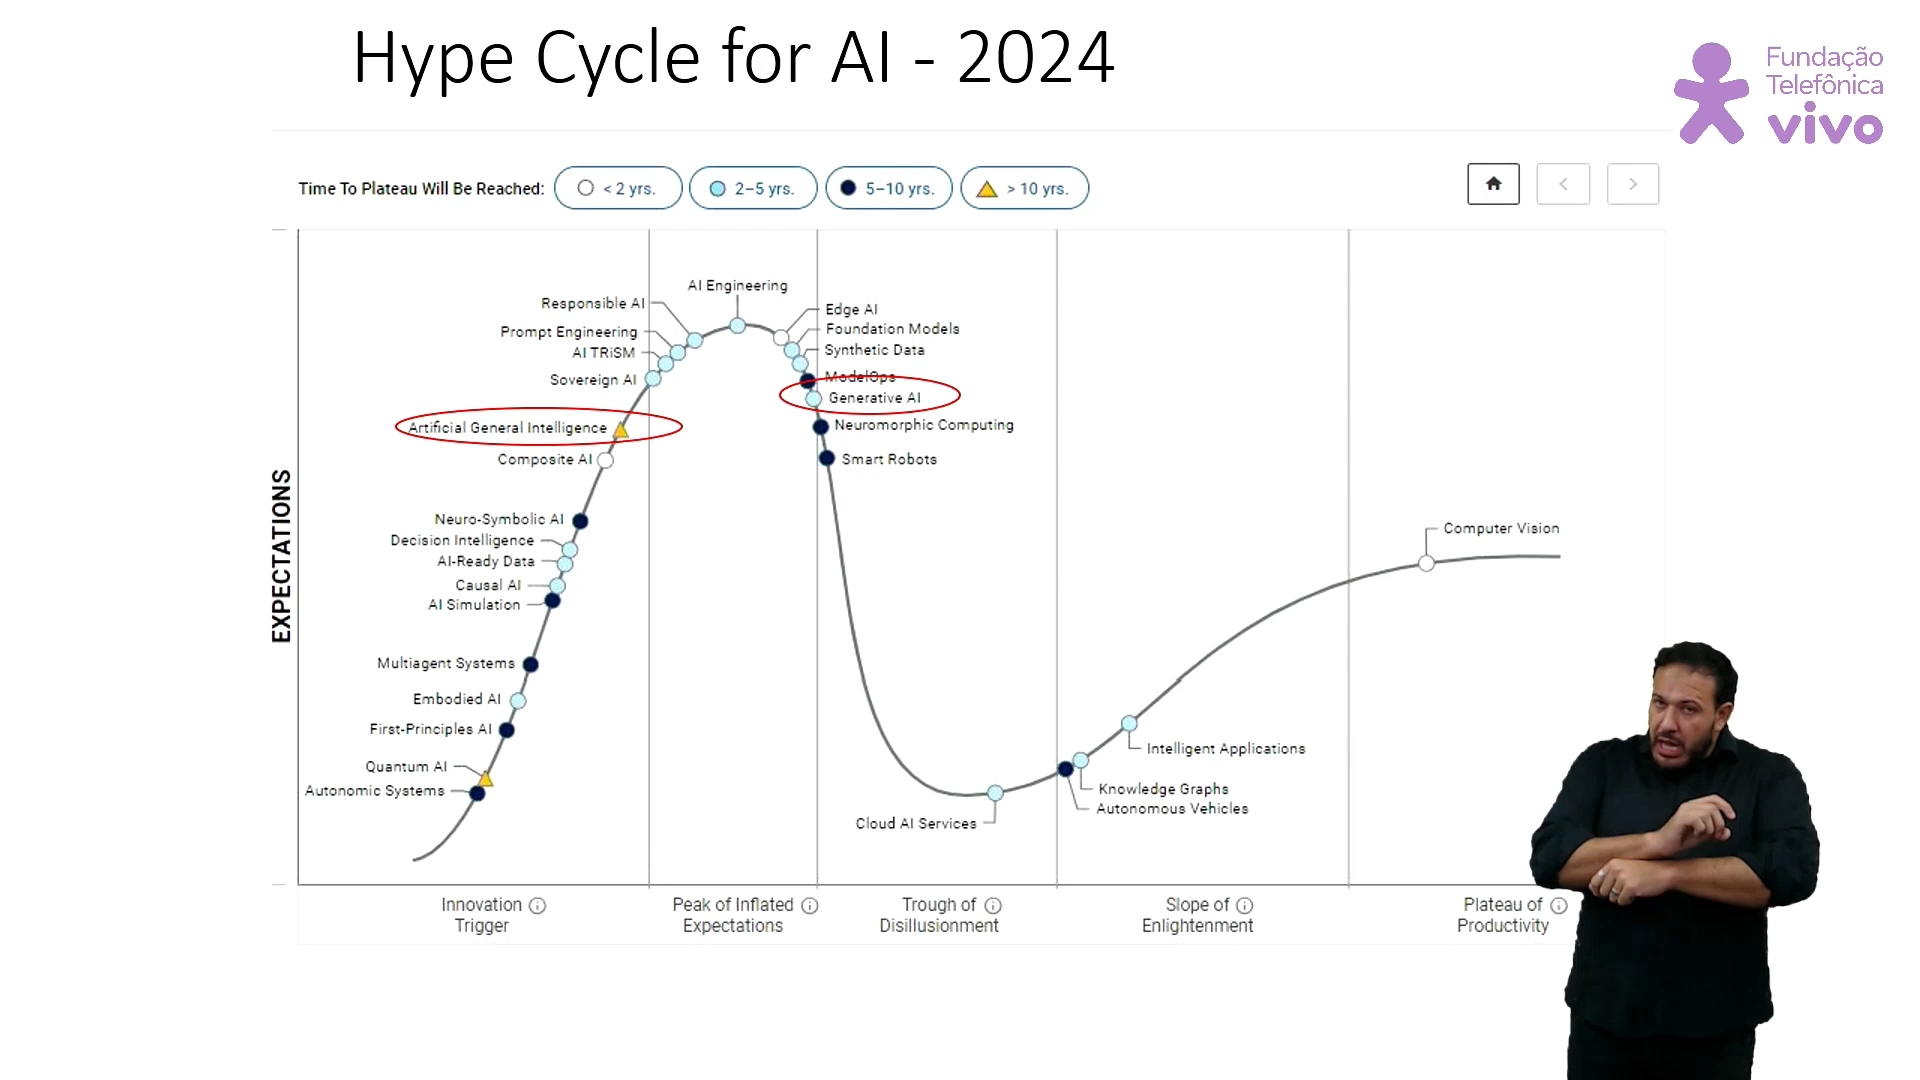 Hype Cycle for AI - 2024
Fundação
Telefônica
vivo
Time To Plateau Will Be Reached:
< 2 yrs.
2–5 yrs.
5–10 yrs.
> 10 yrs.
EXPECTATIONS
AI Engineering
Responsible AI
Prompt Engineering
AI TRiSM
Sovereign AI
Artificial General Intelligence
Composite AI
Neuro-Symbolic AI
Decision Intelligence
AI-Ready Data
Causal AI
AI Simulation
Multiagent Systems
Embodied AI
First-Principles AI
Quantum AI
Autonomic Systems
Edge AI
Foundation Models
Synthetic Data
ModelOps
Generative AI
Neuromorphic Computing
Smart Robots
Cloud AI Services
Autonomous Vehicles
Knowledge Graphs
Intelligent Applications
Computer Vision
Innovation
Trigger
Peak of Inflated
Expectations
Trough of
Disillusionment
Slope of
Enlightenment
Plateau of
Productivity